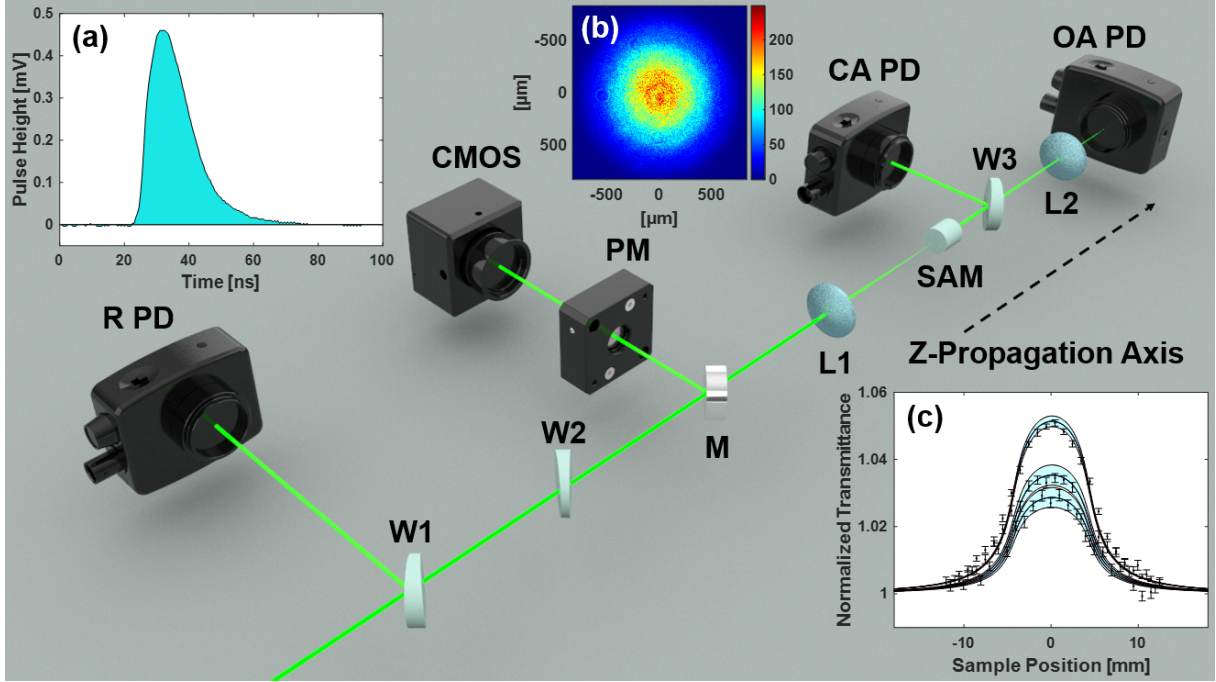 (a)
Pulse Height [mV]
0.5
0.4
0.3
0.2
0.1
0
0 20 40 60 80 100
Time [ns]
(b)
-500
0
500
[µm]
-500 0 500
[µm]
200
150
100
50
0
CA PD
OA PD
CMOS
W3
L2
PM
SAM
R PD
L1
Z-Propagation Axis
W2
M
W1
(c)
Normalized Transmittance
1.06
1.04
1.02
1
-10 0 10
Sample Position [mm]